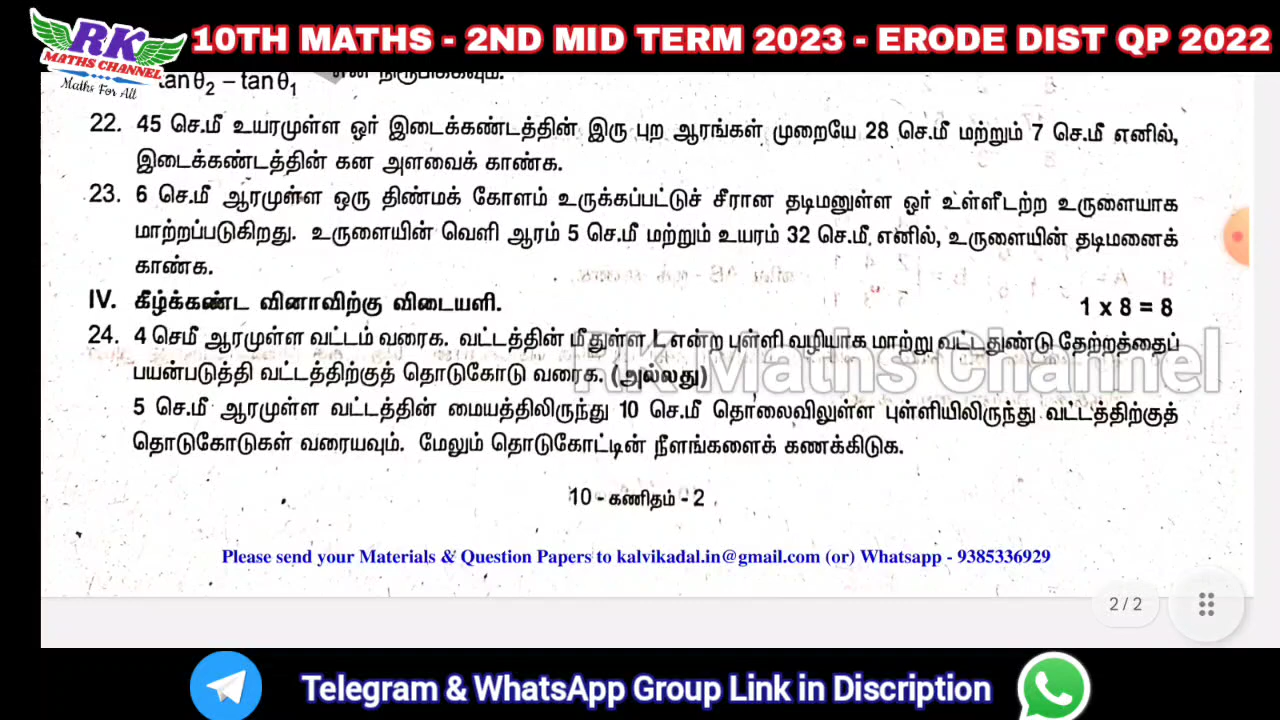 RK
MATHS CHANNEL
Maths For All
10TH MATHS - 2ND MID TERM 2023 - ERODE DIST QP 2022
tan θ₂ – tan θ₁ என நிரூபிக்கவும்.
22. 45 செ.மீ உயரமுள்ள ஓர் இடைக்கண்டத்தின் இரு புற ஆரங்கள் முறையே 28 செ.மீ மற்றும் 7 செ.மீ எனில்,
இடைக்கண்டத்தின் கன அளவைக் காண்க.
23. 6 செ.மீ ஆரமுள்ள ஒரு திண்மக் கோளம் உருக்கப்பட்டுச் சீரான தடிமனுள்ள ஓர் உள்ளீடற்ற உருளையாக
மாற்றப்படுகிறது. உருளையின் வெளி ஆரம் 5 செ.மீ மற்றும் உயரம் 32 செ.மீ எனில், உருளையின் தடிமனைக்
காண்க.
IV. கீழ்க்கண்ட வினாவிற்கு விடையளி. 1 x 8 = 8
24. 4 செமீ ஆரமுள்ள வட்டம் வரைக. வட்டத்தின் மீதுள்ள L என்ற புள்ளி வழியாக மாற்று வட்டதுண்டு தேற்றத்தைப்
பயன்படுத்தி வட்டத்திற்குத் தொடுகோடு வரைக. (அல்லது)
RK Maths Channel
5 செ.மீ ஆரமுள்ள வட்டத்தின் மையத்திலிருந்து 10 செ.மீ தொலைவிலுள்ள புள்ளியிலிருந்து வட்டத்திற்குத்
தொடுகோடுகள் வரையவும். மேலும் தொடுகோட்டின் நீளங்களைக் கணக்கிடுக.
10 - கணிதம் - 2
Please send your Materials & Question Papers to kalvikadal.in@gmail.com (or) Whatsapp - 9385336929
2 / 2
Telegram & WhatsApp Group Link in Discription